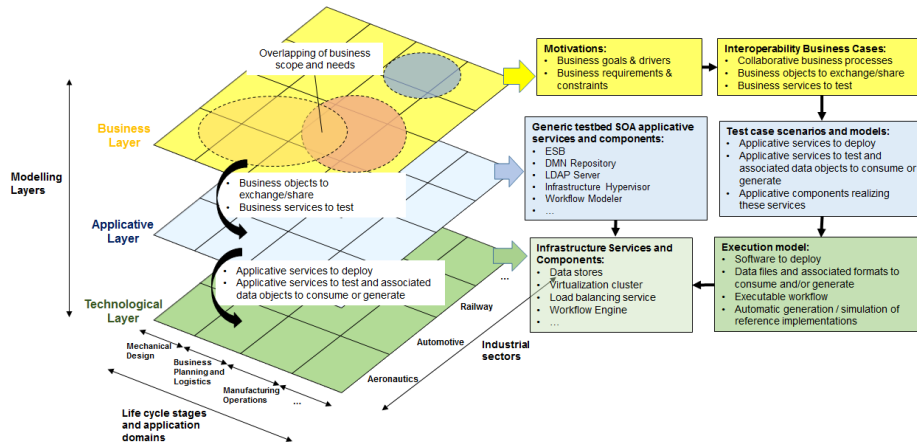 Overlapping of business
scope and needs
Modelling
Layers
Business
Layer
Applicative
Layer
Technological
Layer
• Business objects to
exchange/share
• Business services to test
• Applicative services to deploy
• Applicative services to test and associated
data objects to consume or generate
Mechanical
Design
Business
Planning and
Logistics
Manufacturing
Operations
...
Life cycle stages
and application
domains
Aeronautics
Automotive
Railway
...
Industrial
sectors
Motivations:
• Business goals & drivers
• Business requirements &
constraints
Interoperability Business Cases:
• Collaborative business processes
• Business objects to exchange/share
• Business services to test
Generic testbed SOA applicative
services and components:
• ESB
• DMN Repository
• LDAP Server
• Infrastructure Hypervisor
• Workflow Modeler
• ...
Test case scenarios and models:
• Applicative services to deploy
• Applicative services to test and
associated data objects to consume or
generate
• Applicative components realizing
these services
Infrastructure Services and
Components:
• Data stores
• Virtualization cluster
• Load balancing service
• Workflow Engine
• ...
Execution model:
• Software to deploy
• Data files and associated formats to
consume and/or generate
• Executable workflow
• Automatic generation / simulation of
reference implementations